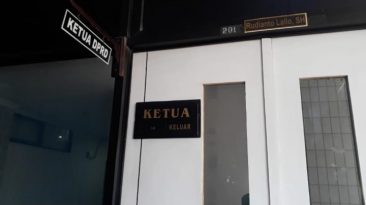 KETUA DPRD
201
Rudianto Lallo, SH
KETUA
KELUAR